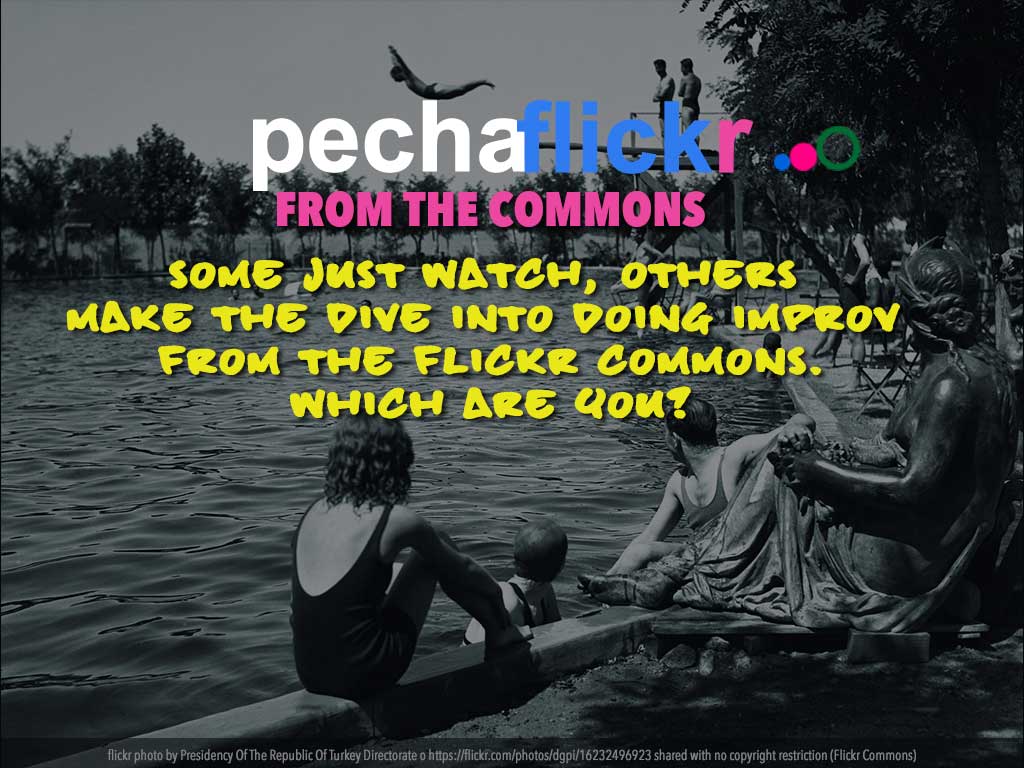 pechaflickr
FROM THE COMMONS
SOME JUST WATCH, OTHERS
MAKE THE DIVE INTO DOING IMPROV
FROM THE FLICKR COMMONS.
WHICH ARE YOU?
flickr photo by Presidency Of The Republic Of Turkey Directorate o https://flickr.com/photos/dgpi/16232496923 shared with no copyright restriction (Flickr Commons)